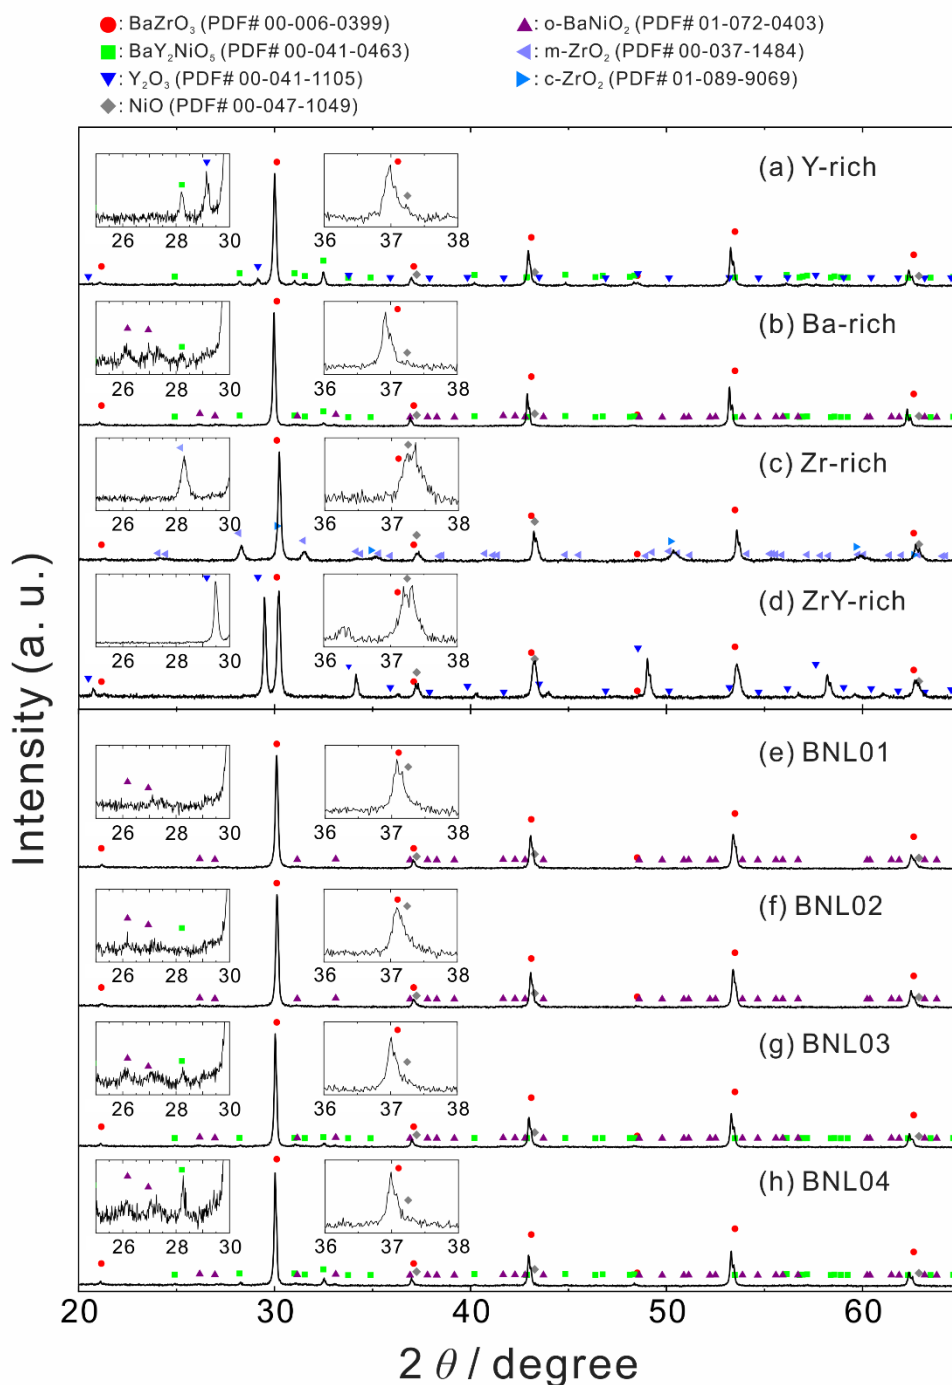 : BaZrO₃ (PDF# 00-006-0399)
: BaY₂NiO₅ (PDF# 00-041-0463)
: Y₂O₃ (PDF# 00-041-1105)
: NiO (PDF# 00-047-1049)
: o-BaNiO₂ (PDF# 01-072-0403)
: m-ZrO₂ (PDF# 00-037-1484)
: c-ZrO₂ (PDF# 01-089-9069)
(a) Y-rich
26 28 30
36 37 38
(b) Ba-rich
26 28 30
36 37 38
(c) Zr-rich
26 28 30
36 37 38
(d) ZrY-rich
26 28 30
36 37 38
(e) BNL01
26 28 30
36 37 38
(f) BNL02
26 28 30
36 37 38
(g) BNL03
26 28 30
36 37 38
(h) BNL04
26 28 30
36 37 38
20 30 40 50 60
2 θ / degree
Intensity (a. u.)